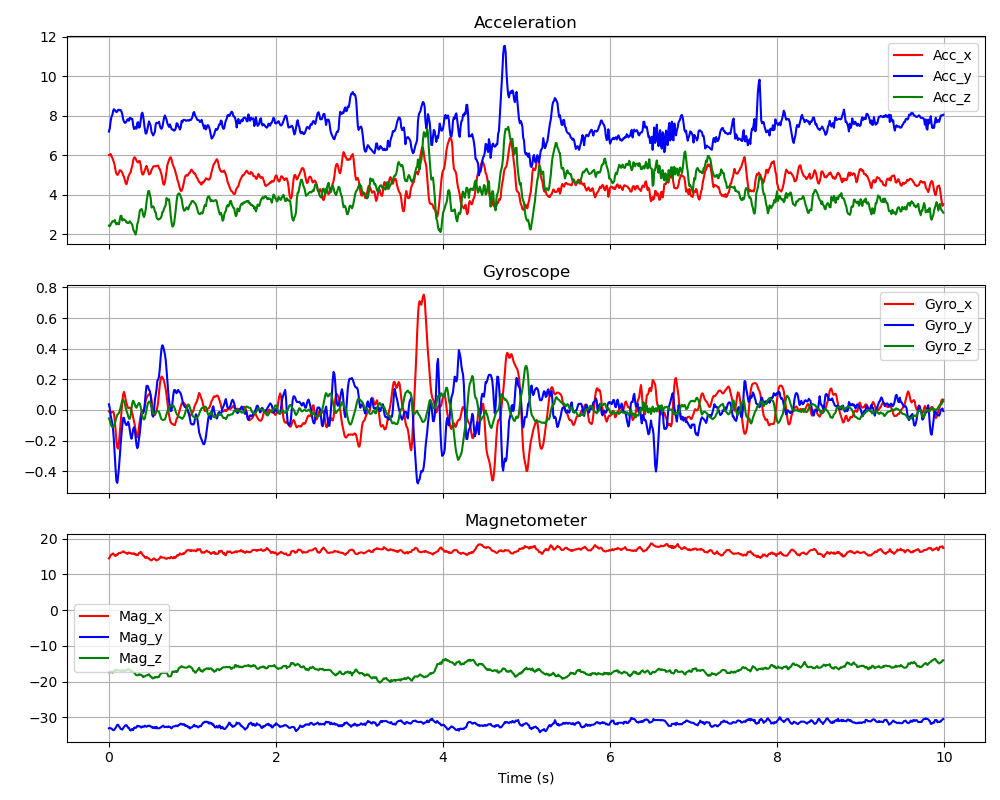 Acceleration
12
10
8
6
4
2
Acc_x
Acc_y
Acc_z
Gyroscope
0.8
0.6
0.4
0.2
0.0
−0.2
−0.4
Gyro_x
Gyro_y
Gyro_z
Magnetometer
20
10
0
−10
−20
−30
Mag_x
Mag_y
Mag_z
0 2 4 6 8 10
Time (s)